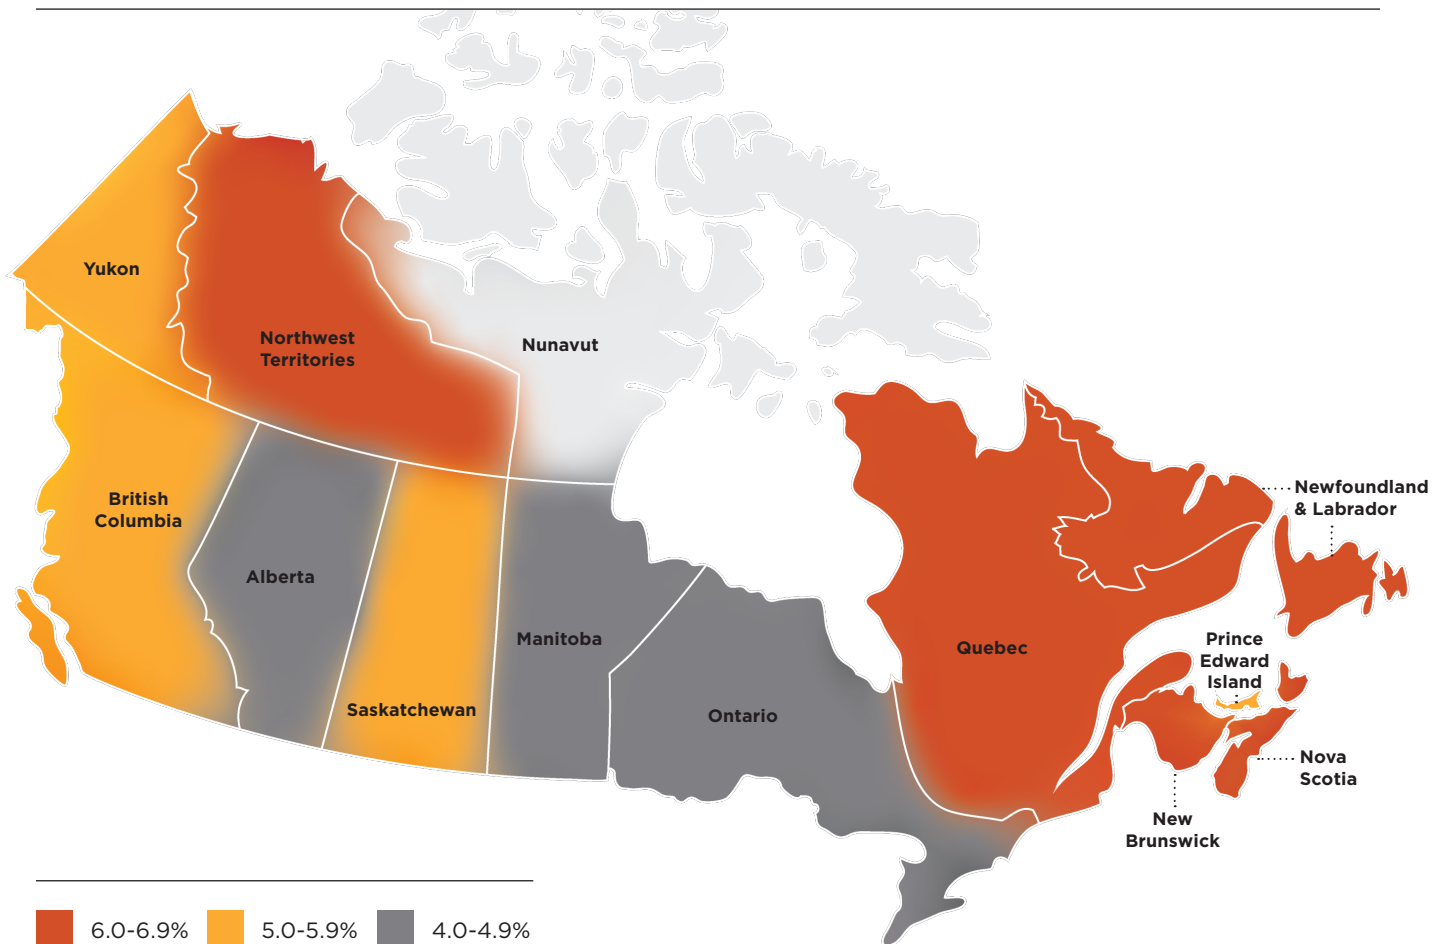 Yukon
Northwest
Territories
Nunavut
British
Columbia
Alberta
Saskatchewan
Manitoba
Ontario
Quebec
Newfoundland
& Labrador
Prince
Edward
Island
Nova
Scotia
New
Brunswick
6.0-6.9%
5.0-5.9%
4.0-4.9%